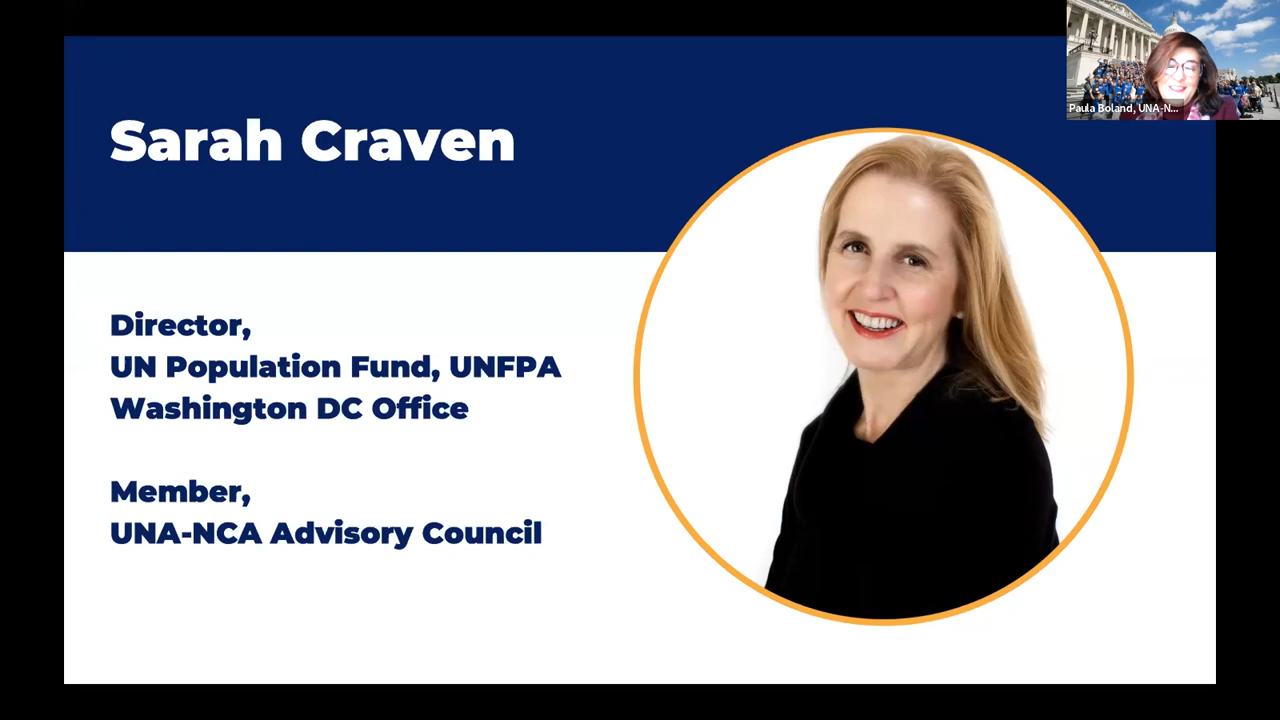 Sarah Craven
Director,
UN Population Fund, UNFPA
Washington DC Office
Member,
UNA-NCA Advisory Council
Paula Boland, UNA-N...